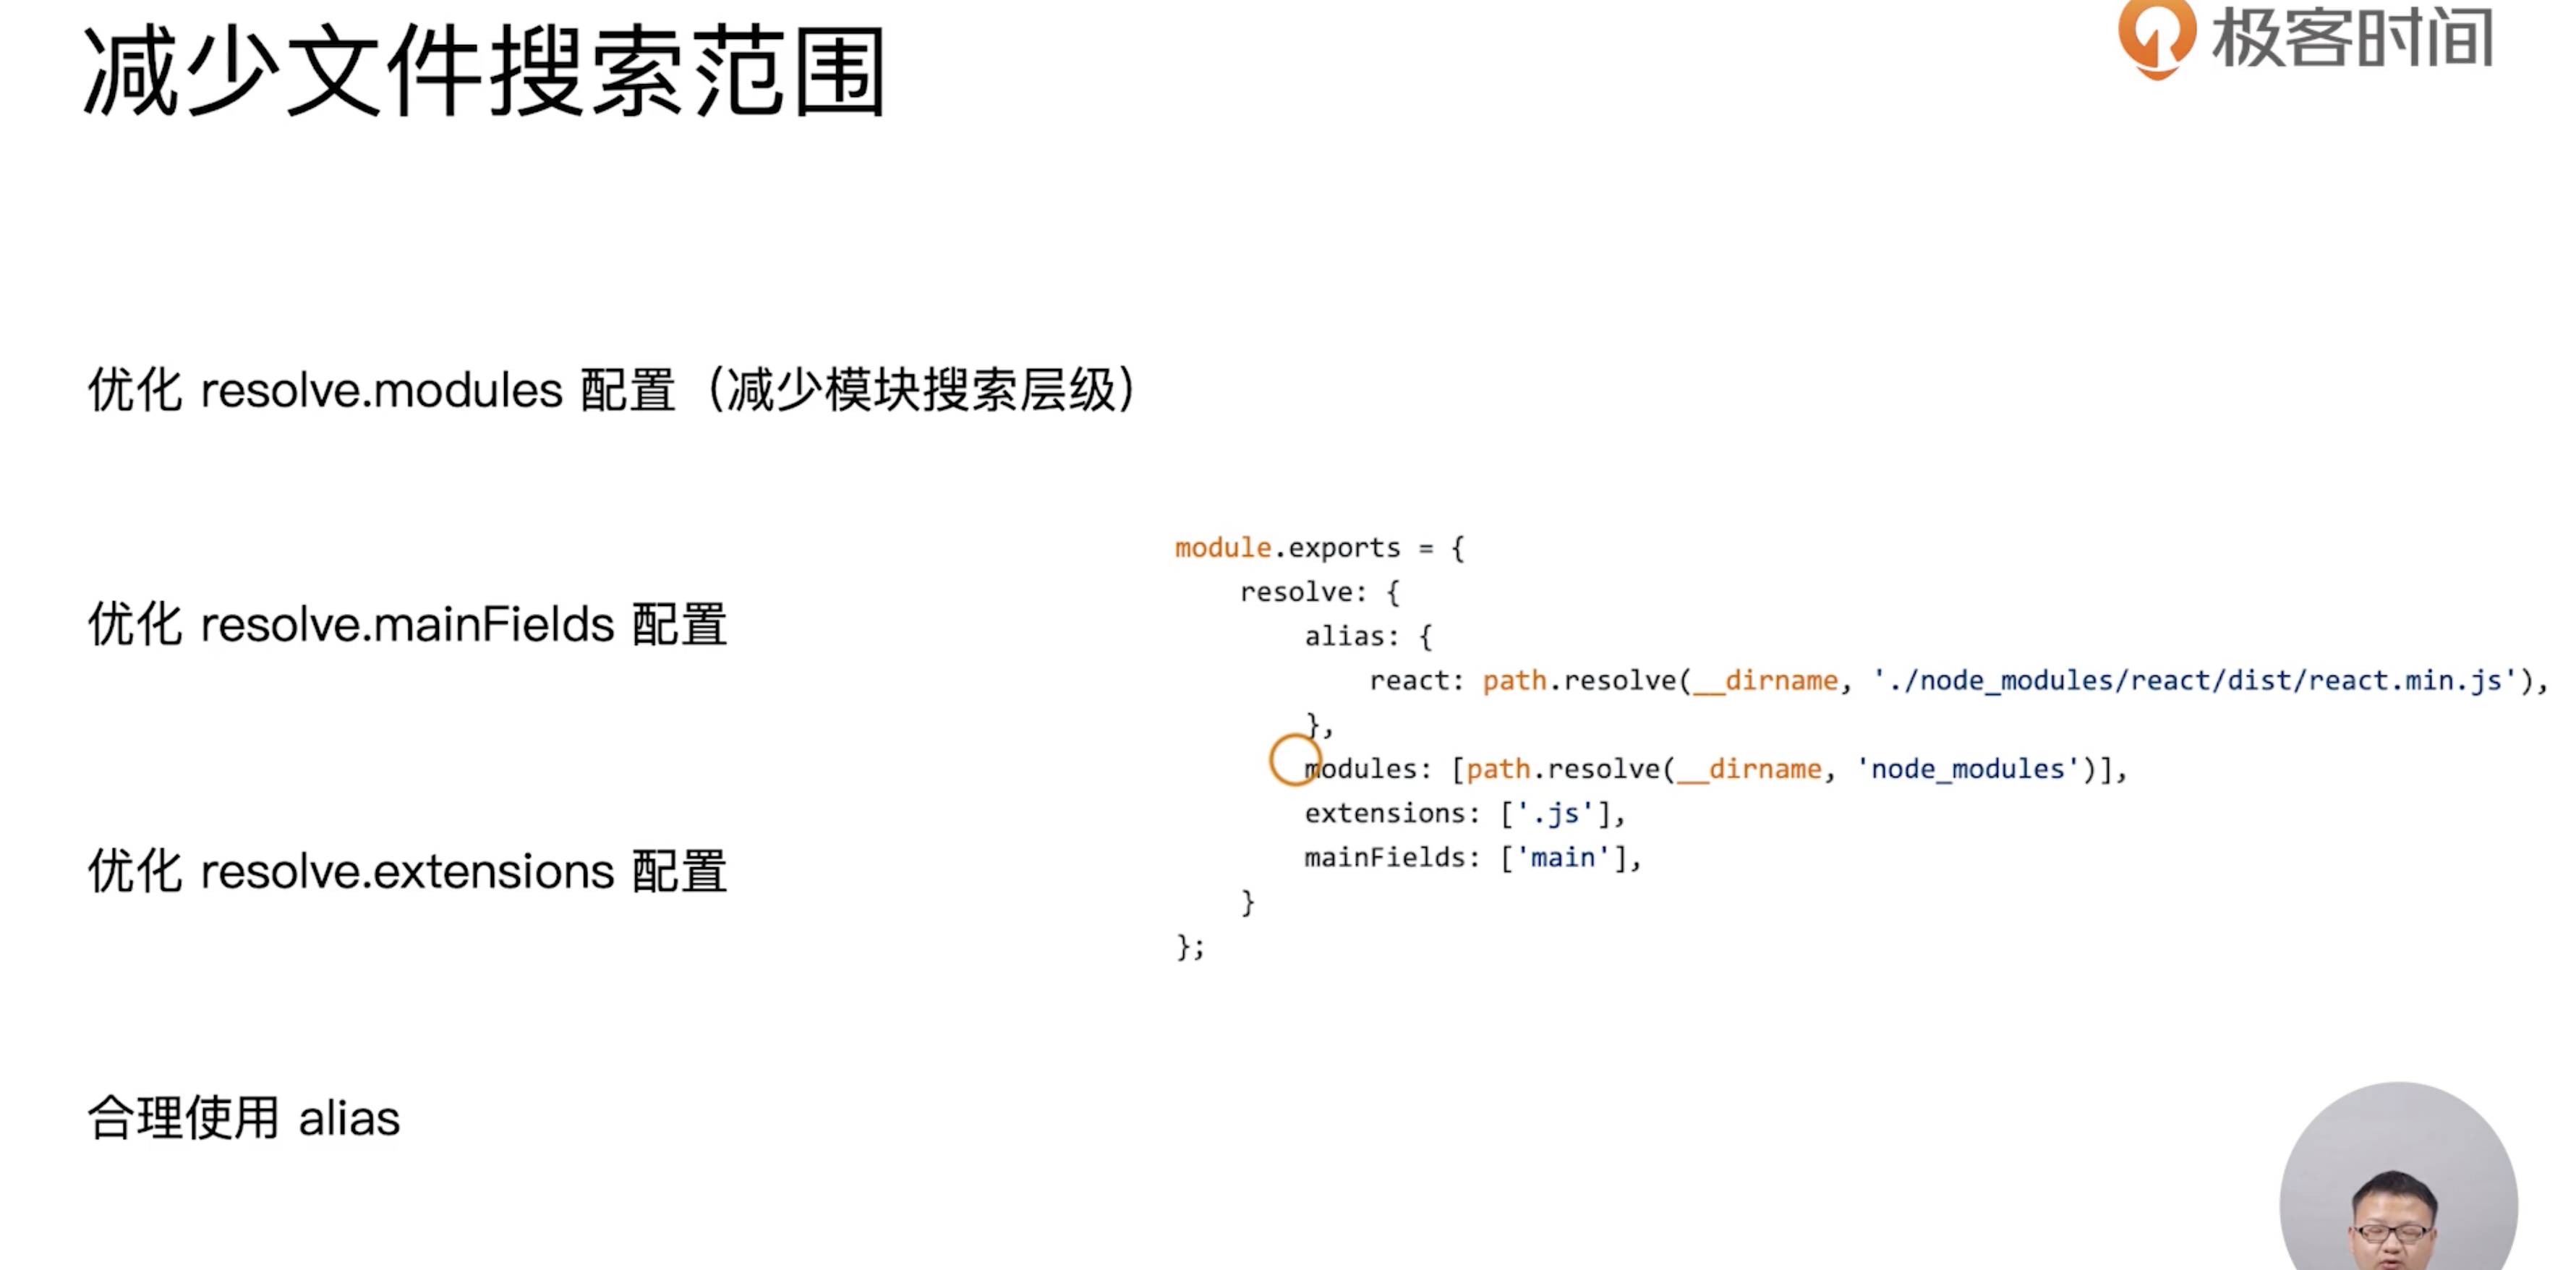 减少文件搜索范围
极客时间
优化 resolve.modules 配置（减少模块搜索层级）
优化 resolve.mainFields 配置
优化 resolve.extensions 配置
合理使用 alias
module.exports = {
    resolve: {
        alias: {
            react: path.resolve(__dirname, './node_modules/react/dist/react.min.js'),
        },
        modules: [path.resolve(__dirname, 'node_modules')],
        extensions: ['.js'],
        mainFields: ['main'],
    }
};